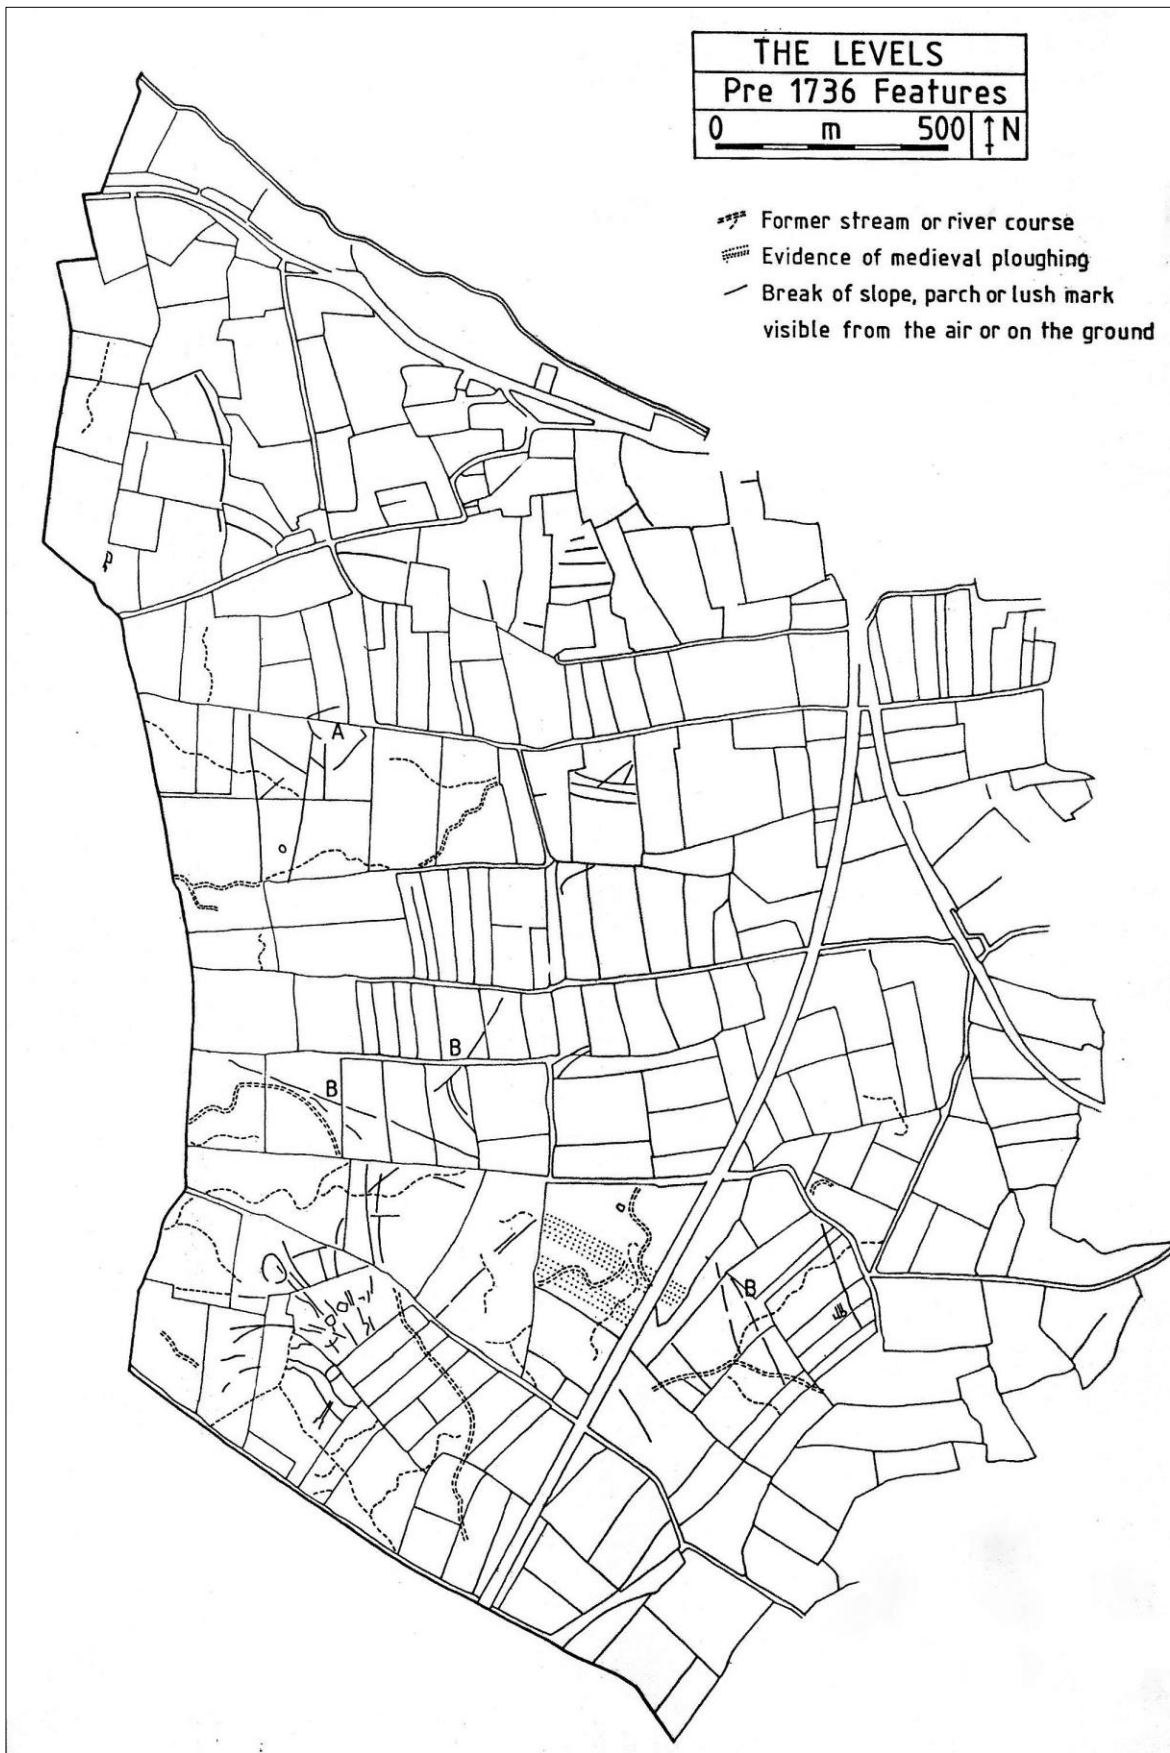 THE LEVELS
Pre 1736 Features
0 m 500 N
Former stream or river course
Evidence of medieval ploughing
Break of slope, parch or lush mark
visible from the air or on the ground
A
B
B
B